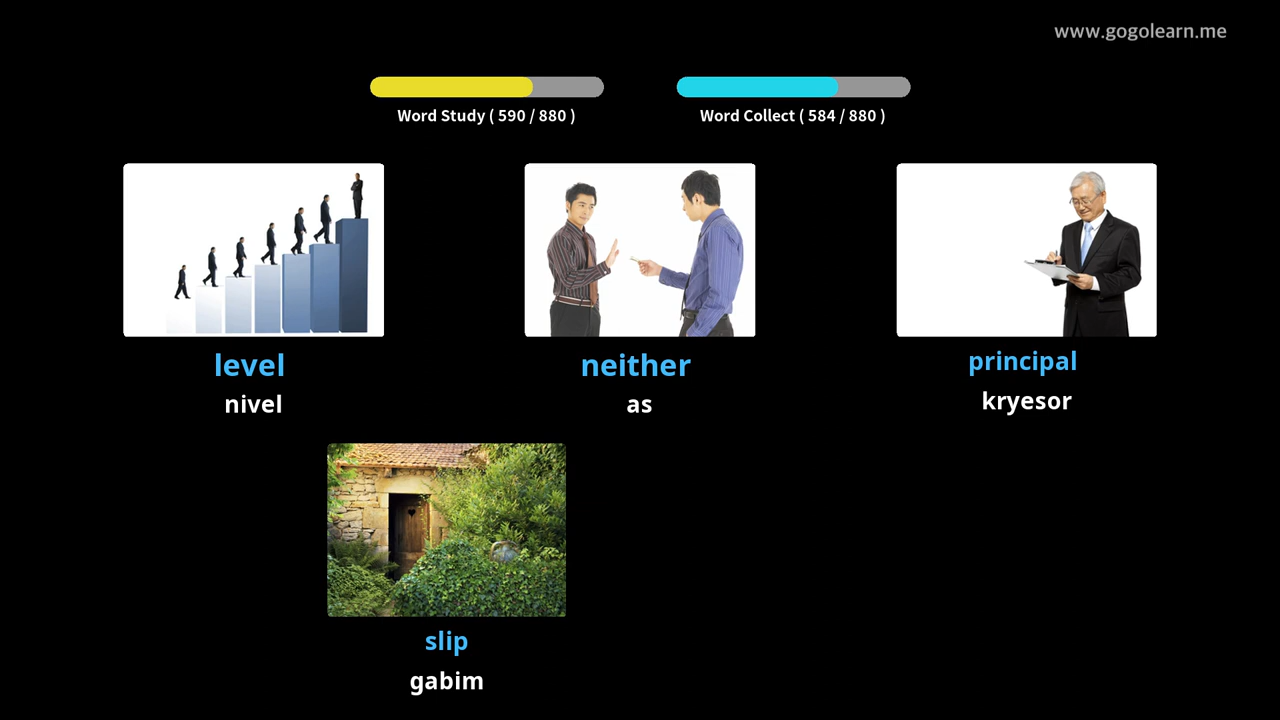 www.gogolearn.me
Word Study ( 590 / 880 )
Word Collect ( 584 / 880 )
level
nivel
neither
as
principal
kryesor
slip
gabim